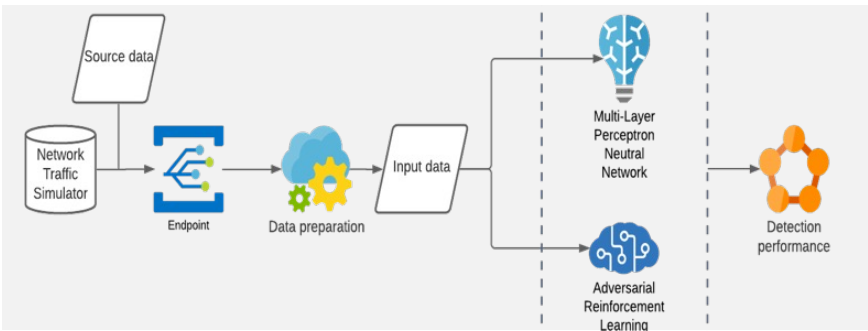 Source data
Network
Traffic
Simulator
Endpoint
Data preparation
Input data
Multi-Layer
Perceptron
Neutral
Network
Adversarial
Reinforcement
Learning
Detection
performance